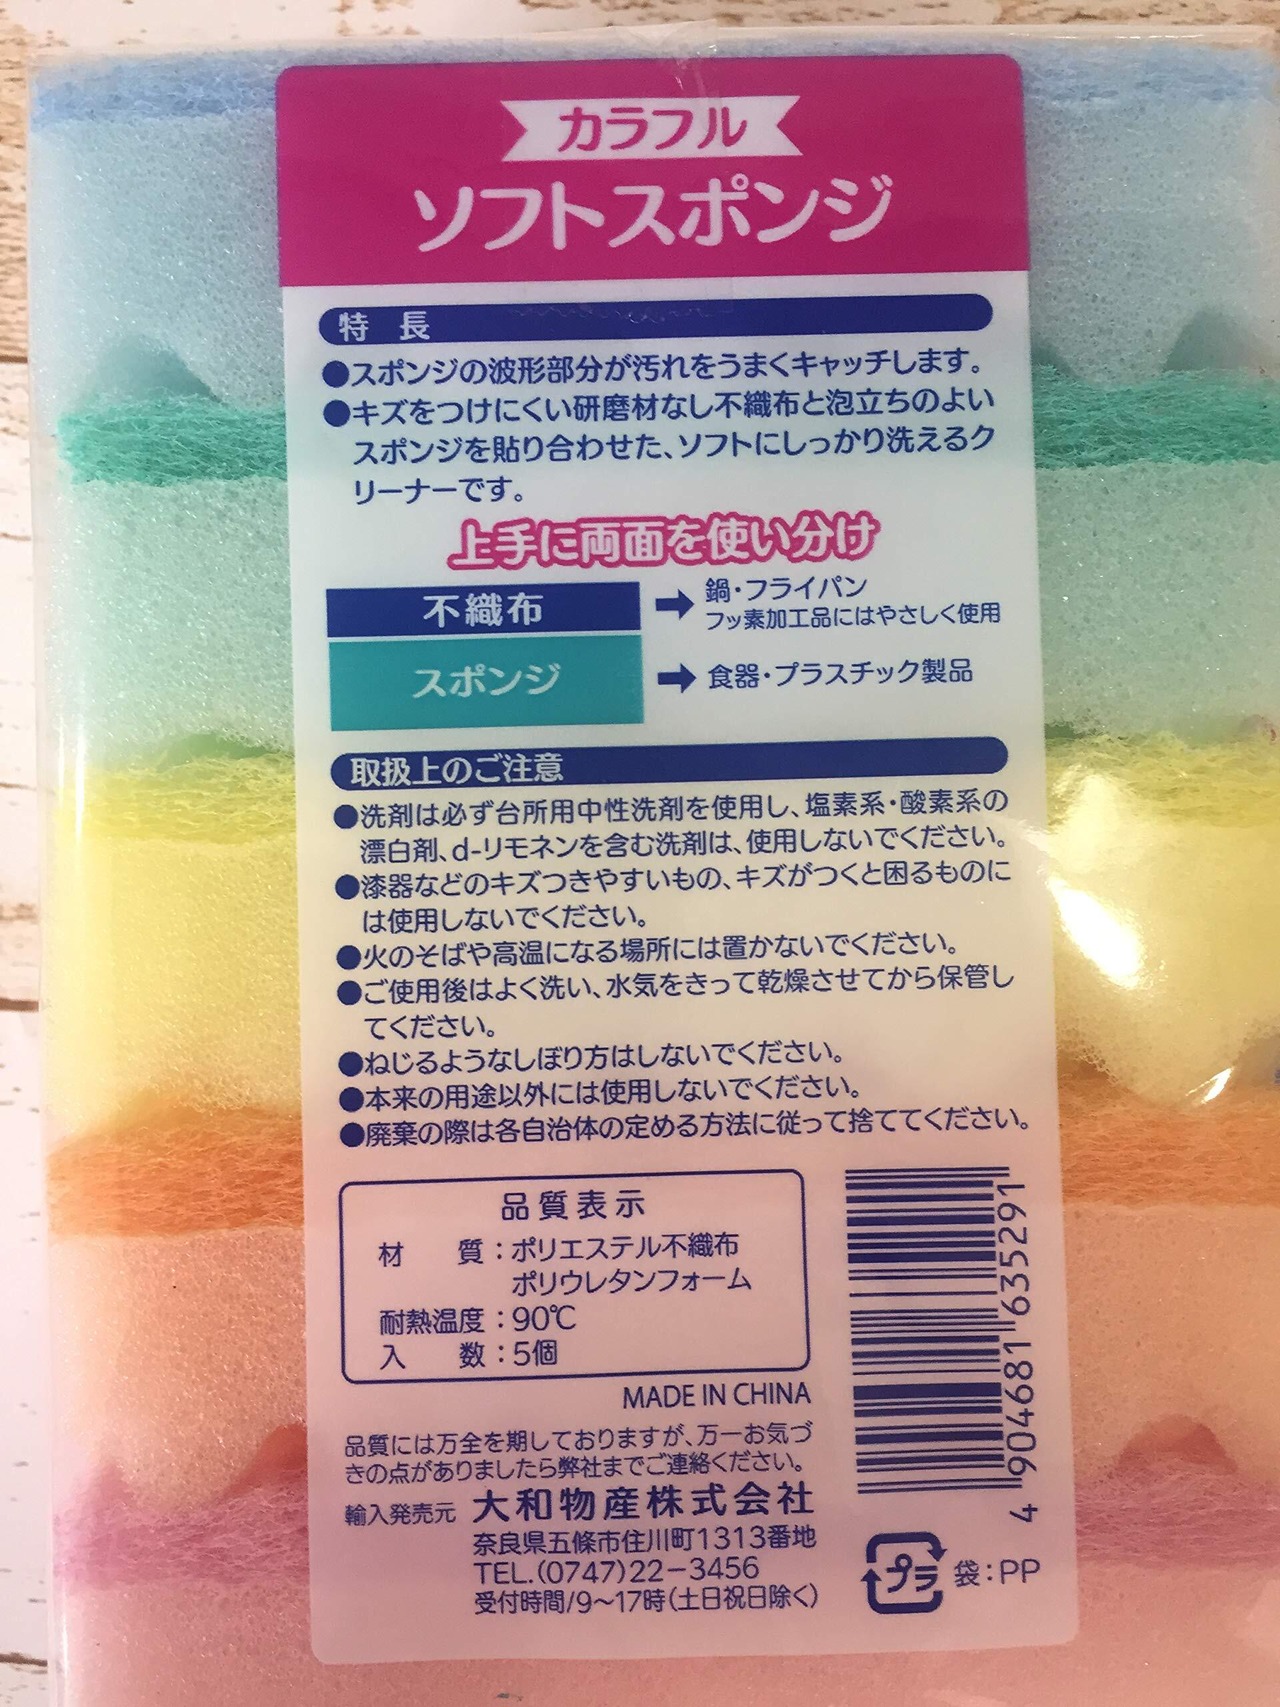 カラフル
ソフトスポンジ
特 長
●スポンジの波形部分が汚れをうまくキャッチします。
●キズをつけにくい研磨材なし不織布と泡立ちのよい
スポンジを貼り合わせた、ソフトにしっかり洗えるク
リーナーです。
上手に両面を使い分け
不織布
鍋・フライパン
フッ素加工品にはやさしく使用
スポンジ
食器・プラスチック製品
取扱上のご注意
●洗剤は必ず台所用中性洗剤を使用し、塩素系・酸素系の
漂白剤、d-リモネンを含む洗剤は、使用しないでください。
●漆器などのキズつきやすいもの、キズがつくと困るものに
は使用しないでください。
●火のそばや高温になる場所には置かないでください。
●ご使用後はよく洗い、水気をきって乾燥させてから保管し
てください。
●ねじるようなしぼり方はしないでください。
●本来の用途以外には使用しないでください。
●廃棄の際は各自治体の定める方法に従って捨ててください。
品質表示
材 質：ポリエステル不織布
ポリウレタンフォーム
耐熱温度：90℃
入 数：5個
MADE IN CHINA
品質には万全を期しておりますが、万一お気づ
きの点がありましたら弊社までご連絡ください。
輸入発売元 大和物産株式会社
奈良県五條市住川町1313番地
TEL.(0747)22-3456
受付時間/9～17時(土日祝日除く)
4 904681 635291
プラ 袋：PP